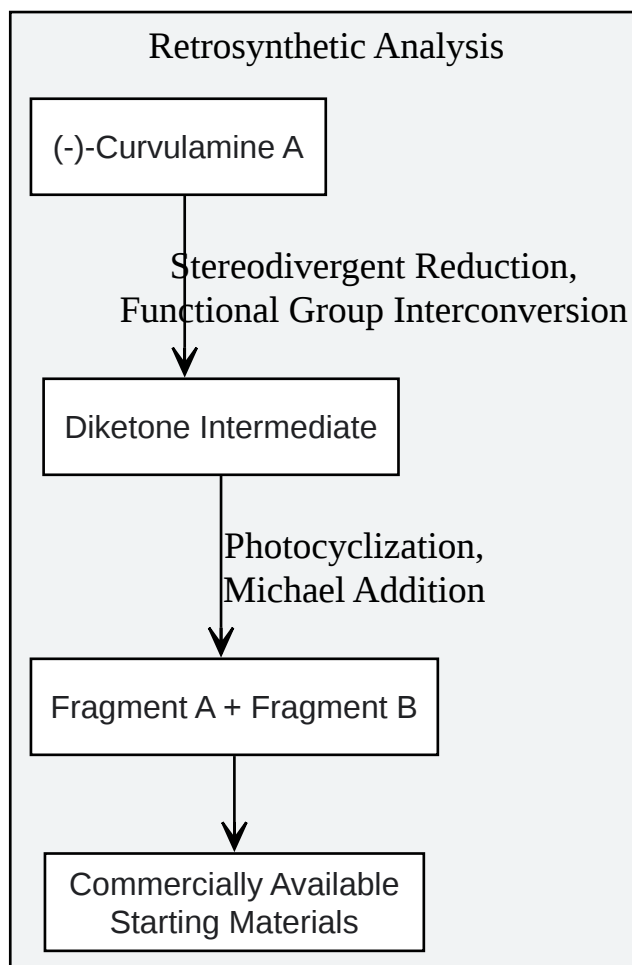 Retrosynthetic Analysis
(-)-Curvulamine A
Stereodivergent Reduction,
Functional Group Interconversion
Diketone Intermediate
Photocyclization,
Michael Addition
Fragment A + Fragment B
Commercially Available
Starting Materials